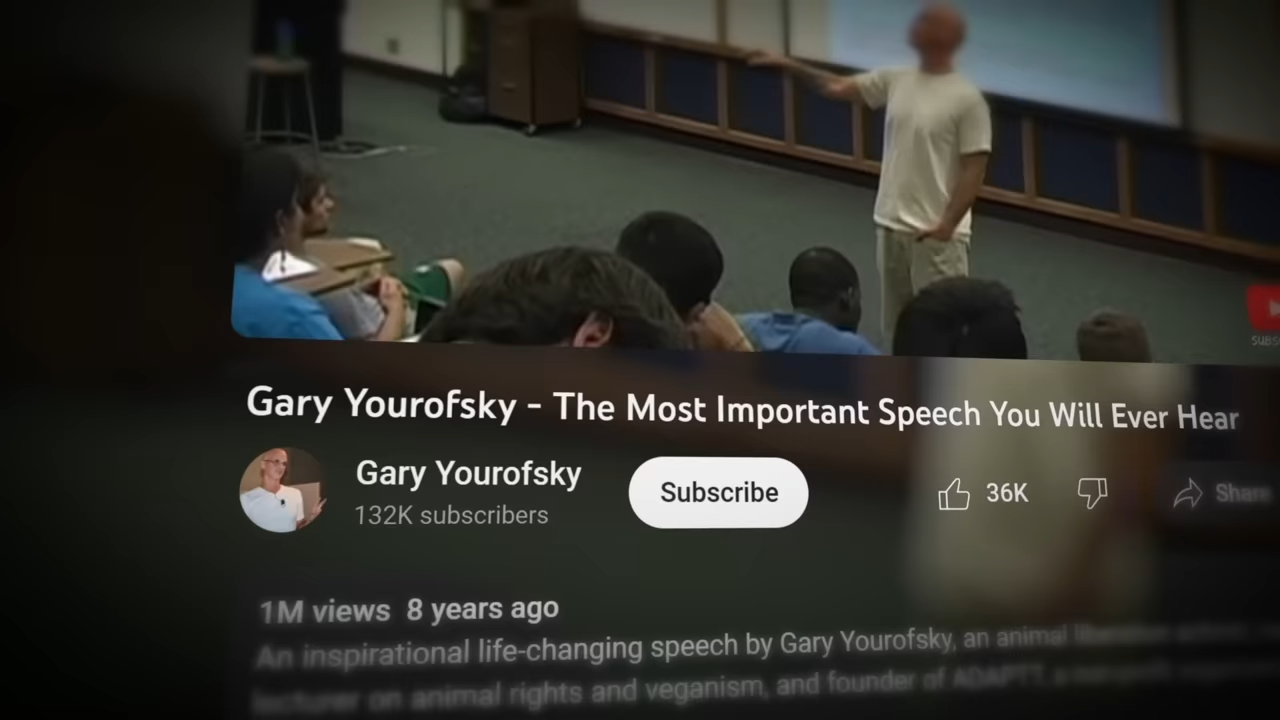 SUBS
Gary Yourofsky - The Most Important Speech You Will Ever Hear
Gary Yourofsky
132K subscribers
Subscribe
36K
Share
1M views 8 years ago
An inspirational life-changing speech by Gary Yourofsky, an animal
lecturer on animal rights and veganism, and founder of ADAPTT, a